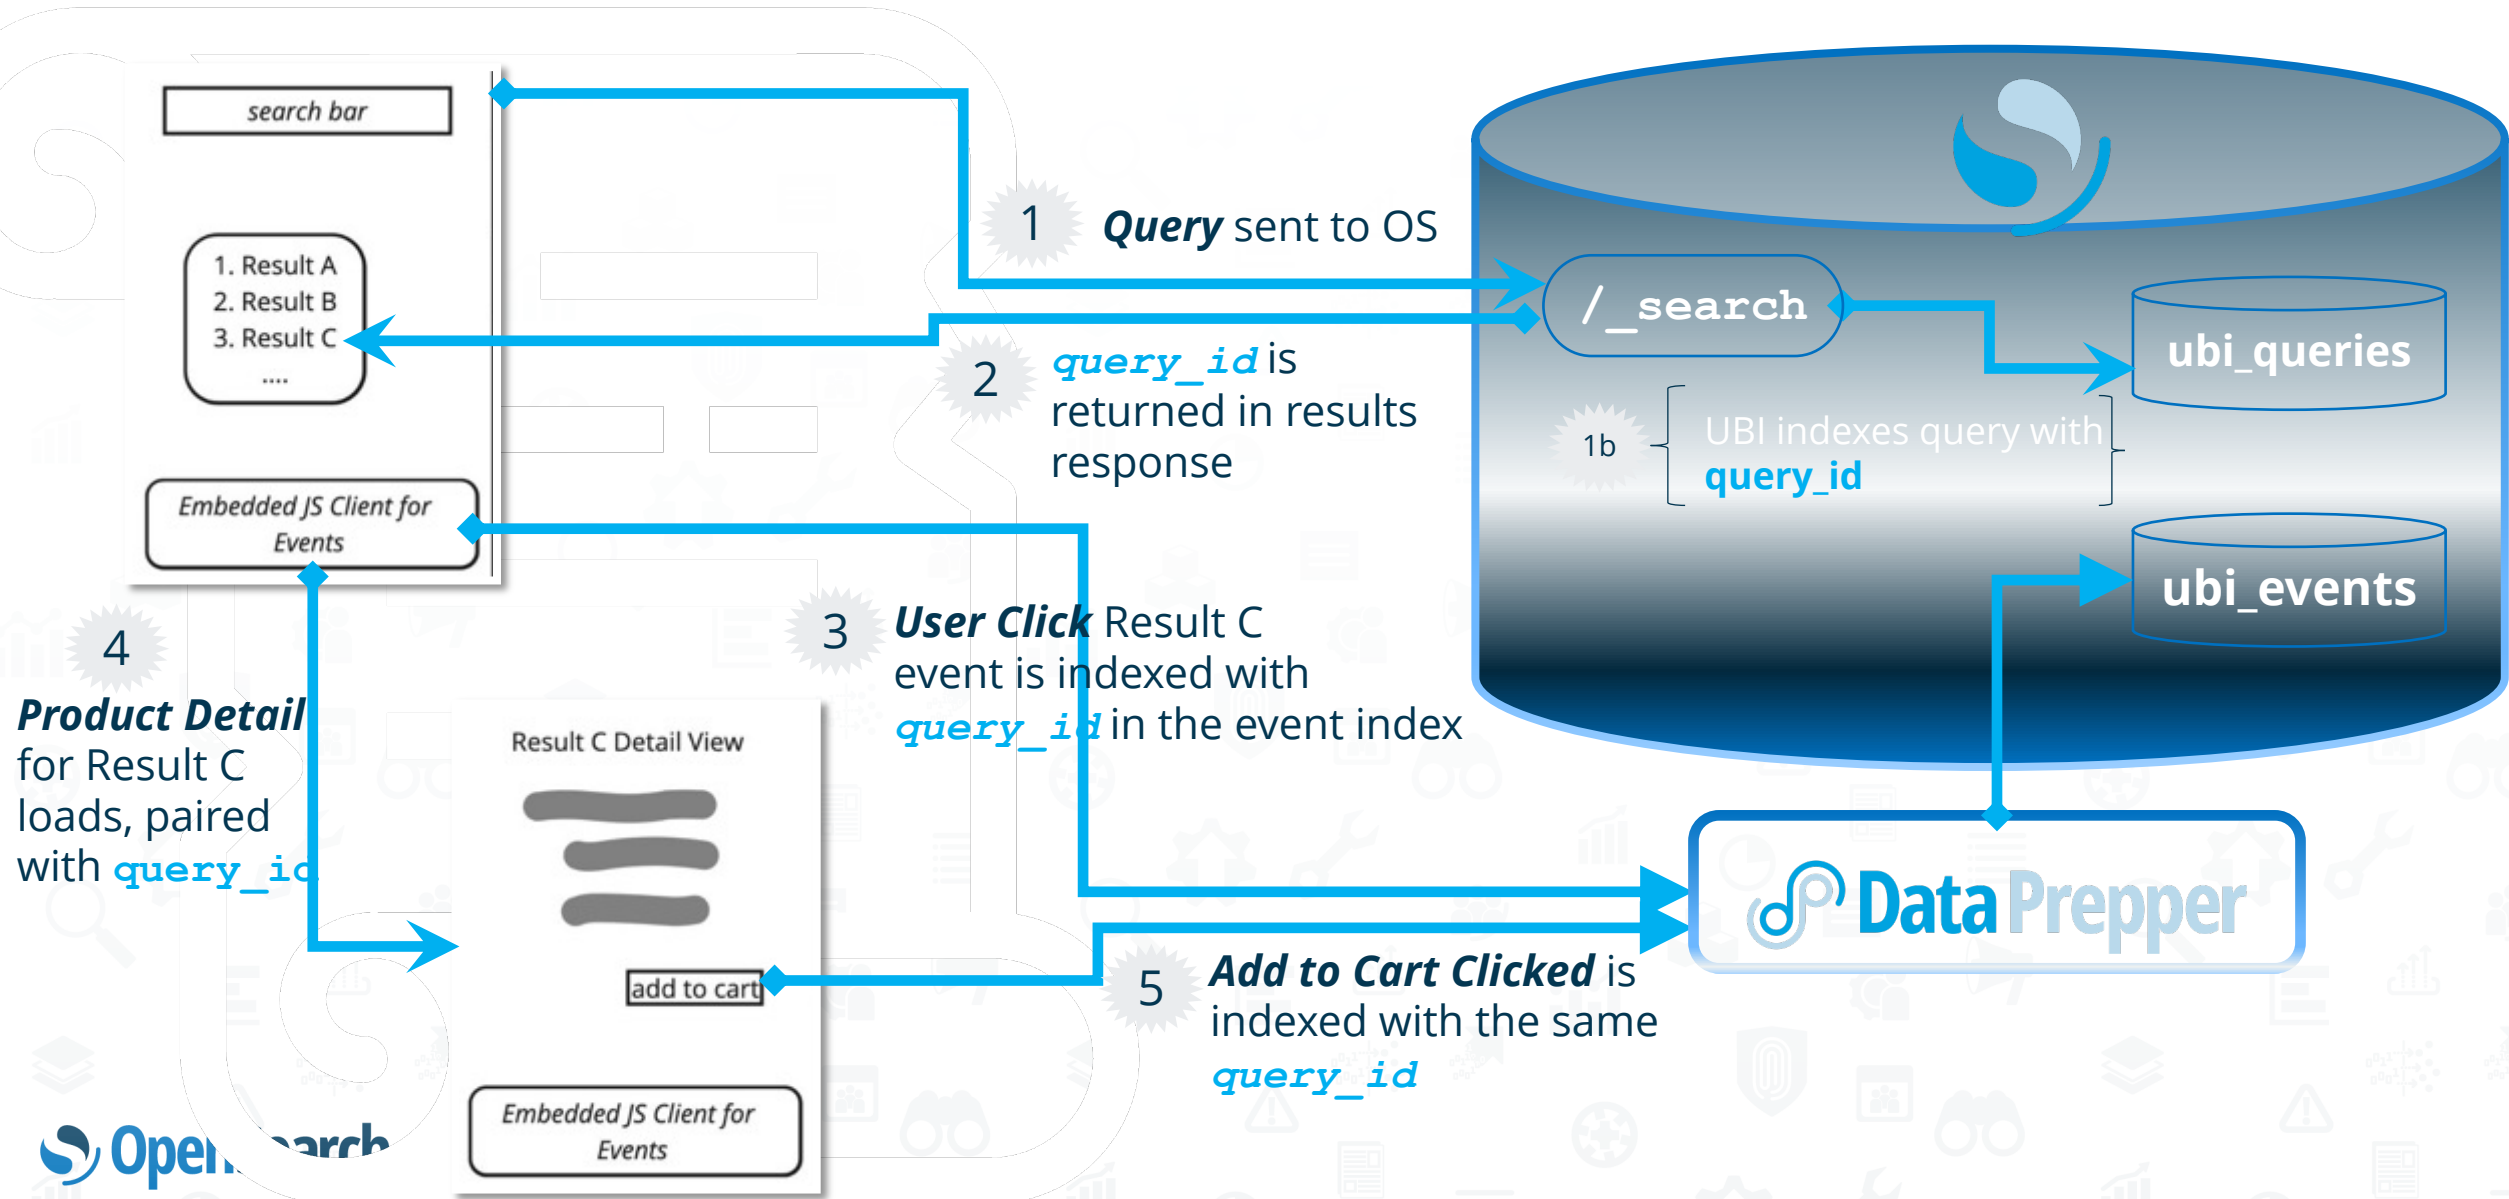 search bar
1. Result A
2. Result B
3. Result C
....
Embedded JS Client for
Events
1
Query sent to OS
/_search
ubi_queries
2
query_id is
returned in results
response
1b
UBI indexes query with
query_id
ubi_events
3
User Click Result C
event is indexed with
query_id in the event index
4
Product Detail
for Result C
loads, paired
with query_id
Result C Detail View
add to cart
Embedded JS Client for
Events
Data Prepper
5
Add to Cart Clicked is
indexed with the same
query_id
OpenSearch